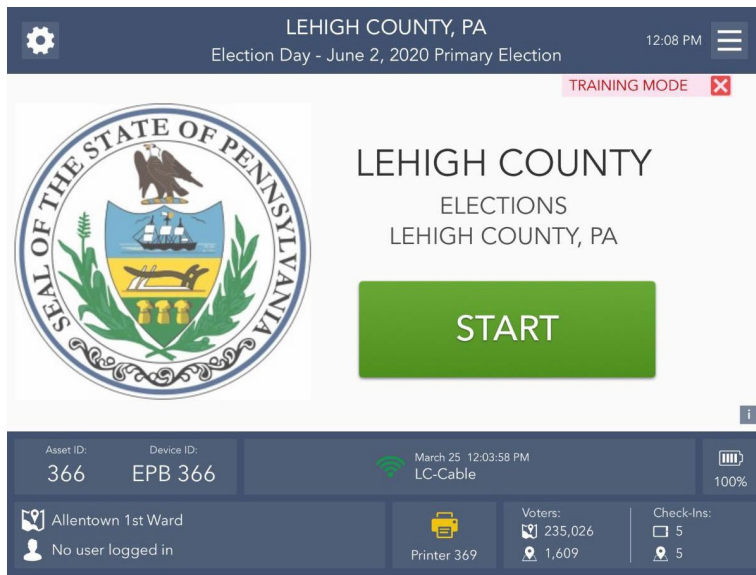 LEHIGH COUNTY, PA
Election Day - June 2, 2020 Primary Election
12:08 PM
TRAINING MODE
SEAL OF THE STATE OF PENNSYLVANIA
LEHIGH COUNTY
ELECTIONS
LEHIGH COUNTY, PA
START
i
Asset ID:
366
Device ID:
EPB 366
March 25 12:03:58 PM
LC-Cable
100%
Allentown 1st Ward
No user logged in
Printer 369
Voters:
235,026
1,609
Check-Ins:
5
5